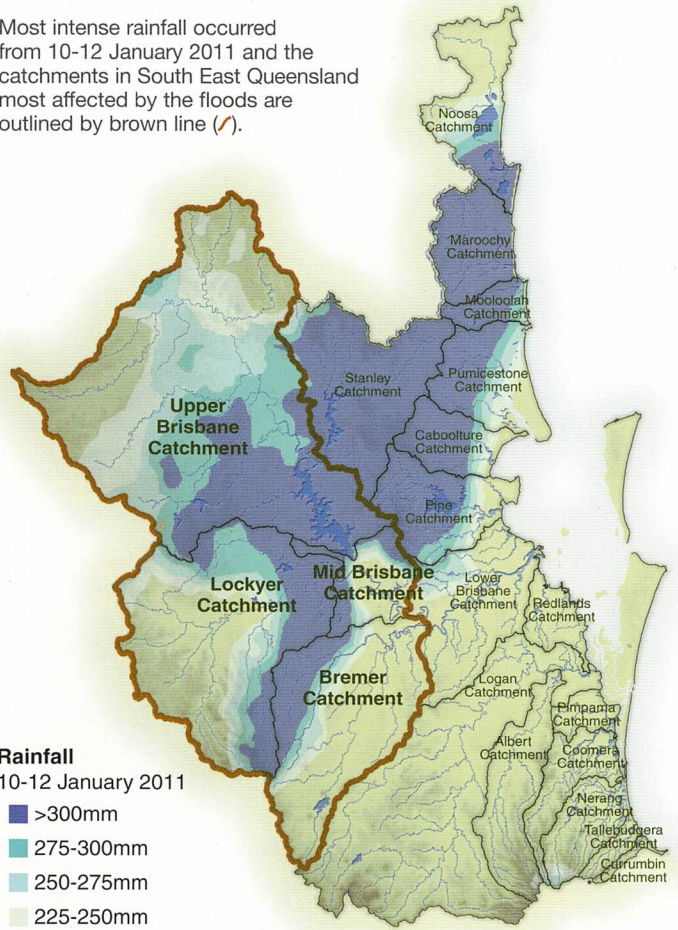 Most intense rainfall occurred
from 10-12 January 2011 and the
catchments in South East Queensland
most affected by the floods are
outlined by brown line ( ).
Noosa
Catchment
Maroochy
Catchment
Mooloolah
Catchment
Stanley
Catchment
Pumicestone
Catchment
Upper
Brisbane
Catchment
Caboolture
Catchment
Pine
Catchment
Lockyer
Catchment
Mid Brisbane
Catchment
Lower
Brisbane
Catchment
Redlands
Catchment
Bremer
Catchment
Logan
Catchment
Pimpama
Catchment
Albert
Catchment
Coomera
Catchment
Nerang
Catchment
Tallebudgera
Catchment
Currumbin
Catchment
Rainfall
10-12 January 2011
>300mm
275-300mm
250-275mm
225-250mm